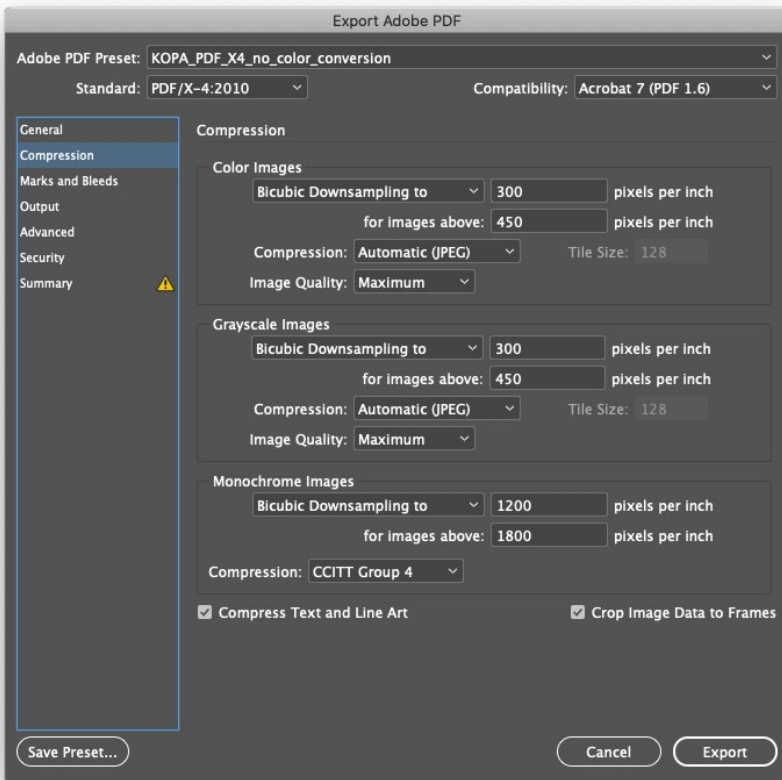 Export Adobe PDF
Adobe PDF Preset: KOPA_PDF_X4_no_color_conversion
Standard: PDF/X-4:2010 Compatibility: Acrobat 7 (PDF 1.6)
General
Compression
Marks and Bleeds
Output
Advanced
Security
Summary
Compression
Color Images
Bicubic Downsampling to 300 pixels per inch
for images above: 450 pixels per inch
Compression: Automatic (JPEG) Tile Size: 128
Image Quality: Maximum
Grayscale Images
Bicubic Downsampling to 300 pixels per inch
for images above: 450 pixels per inch
Compression: Automatic (JPEG) Tile Size: 128
Image Quality: Maximum
Monochrome Images
Bicubic Downsampling to 1200 pixels per inch
for images above: 1800 pixels per inch
Compression: CCITT Group 4
Compress Text and Line Art Crop Image Data to Frames
Save Preset... Cancel Export